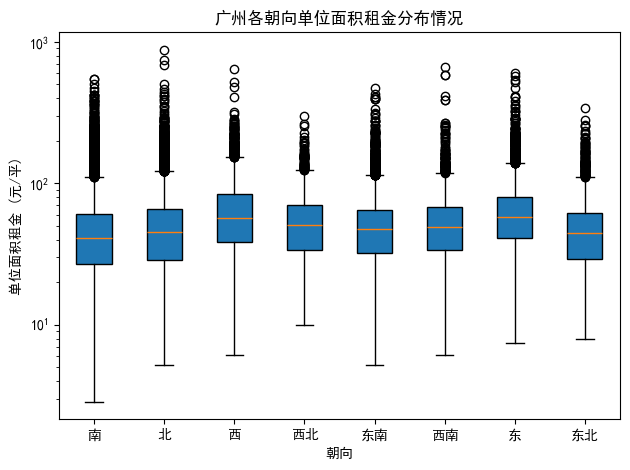 广州各朝向单位面积租金分布情况
单位面积租金 (元/平)
10³
10²
10¹
南 北 西 西北 东南 西南 东 东北
朝向